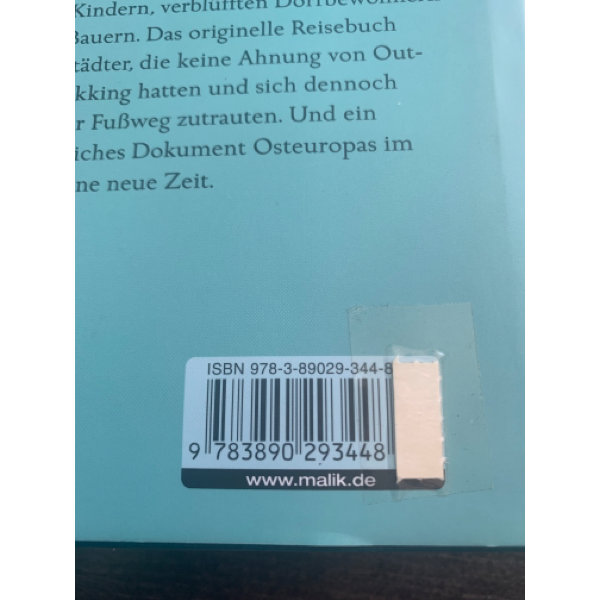 Kindern, verblüfften Dorfbewohnern
Bauern. Das originelle Reisebuch
tädter, die keine Ahnung von Out-
kking hatten und sich dennoch
r Fußweg zutrauten. Und ein
iches Dokument Osteuropas im
ne neue Zeit.
ISBN 978-3-89029-344-8
9 783890 293448
www.malik.de